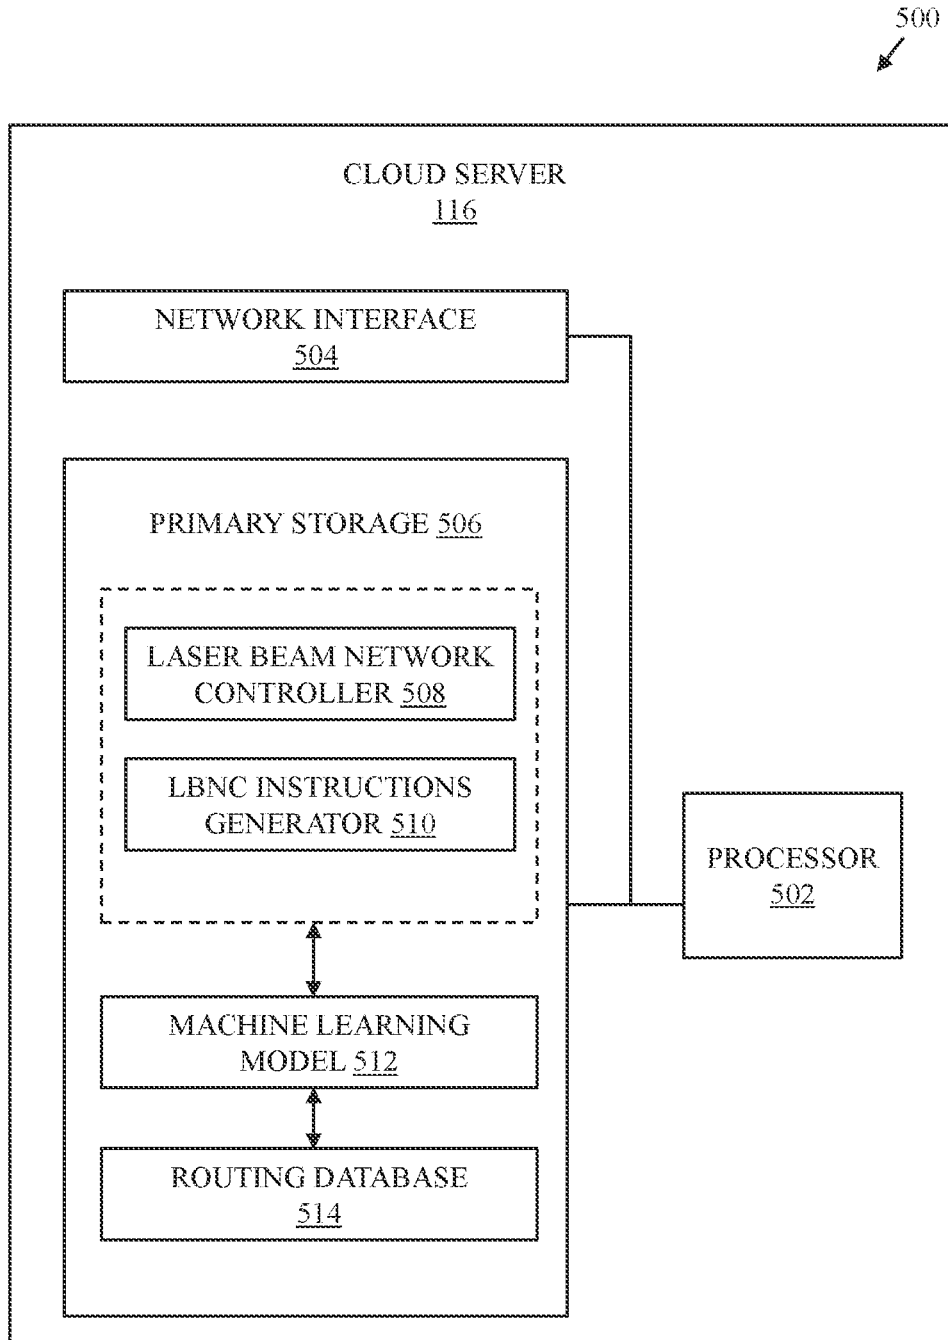 500
CLOUD SERVER
116
NETWORK INTERFACE
504
PRIMARY STORAGE 506
LASER BEAM NETWORK
CONTROLLER 508
LBNC INSTRUCTIONS
GENERATOR 510
PROCESSOR
502
MACHINE LEARNING
MODEL 512
ROUTING DATABASE
514